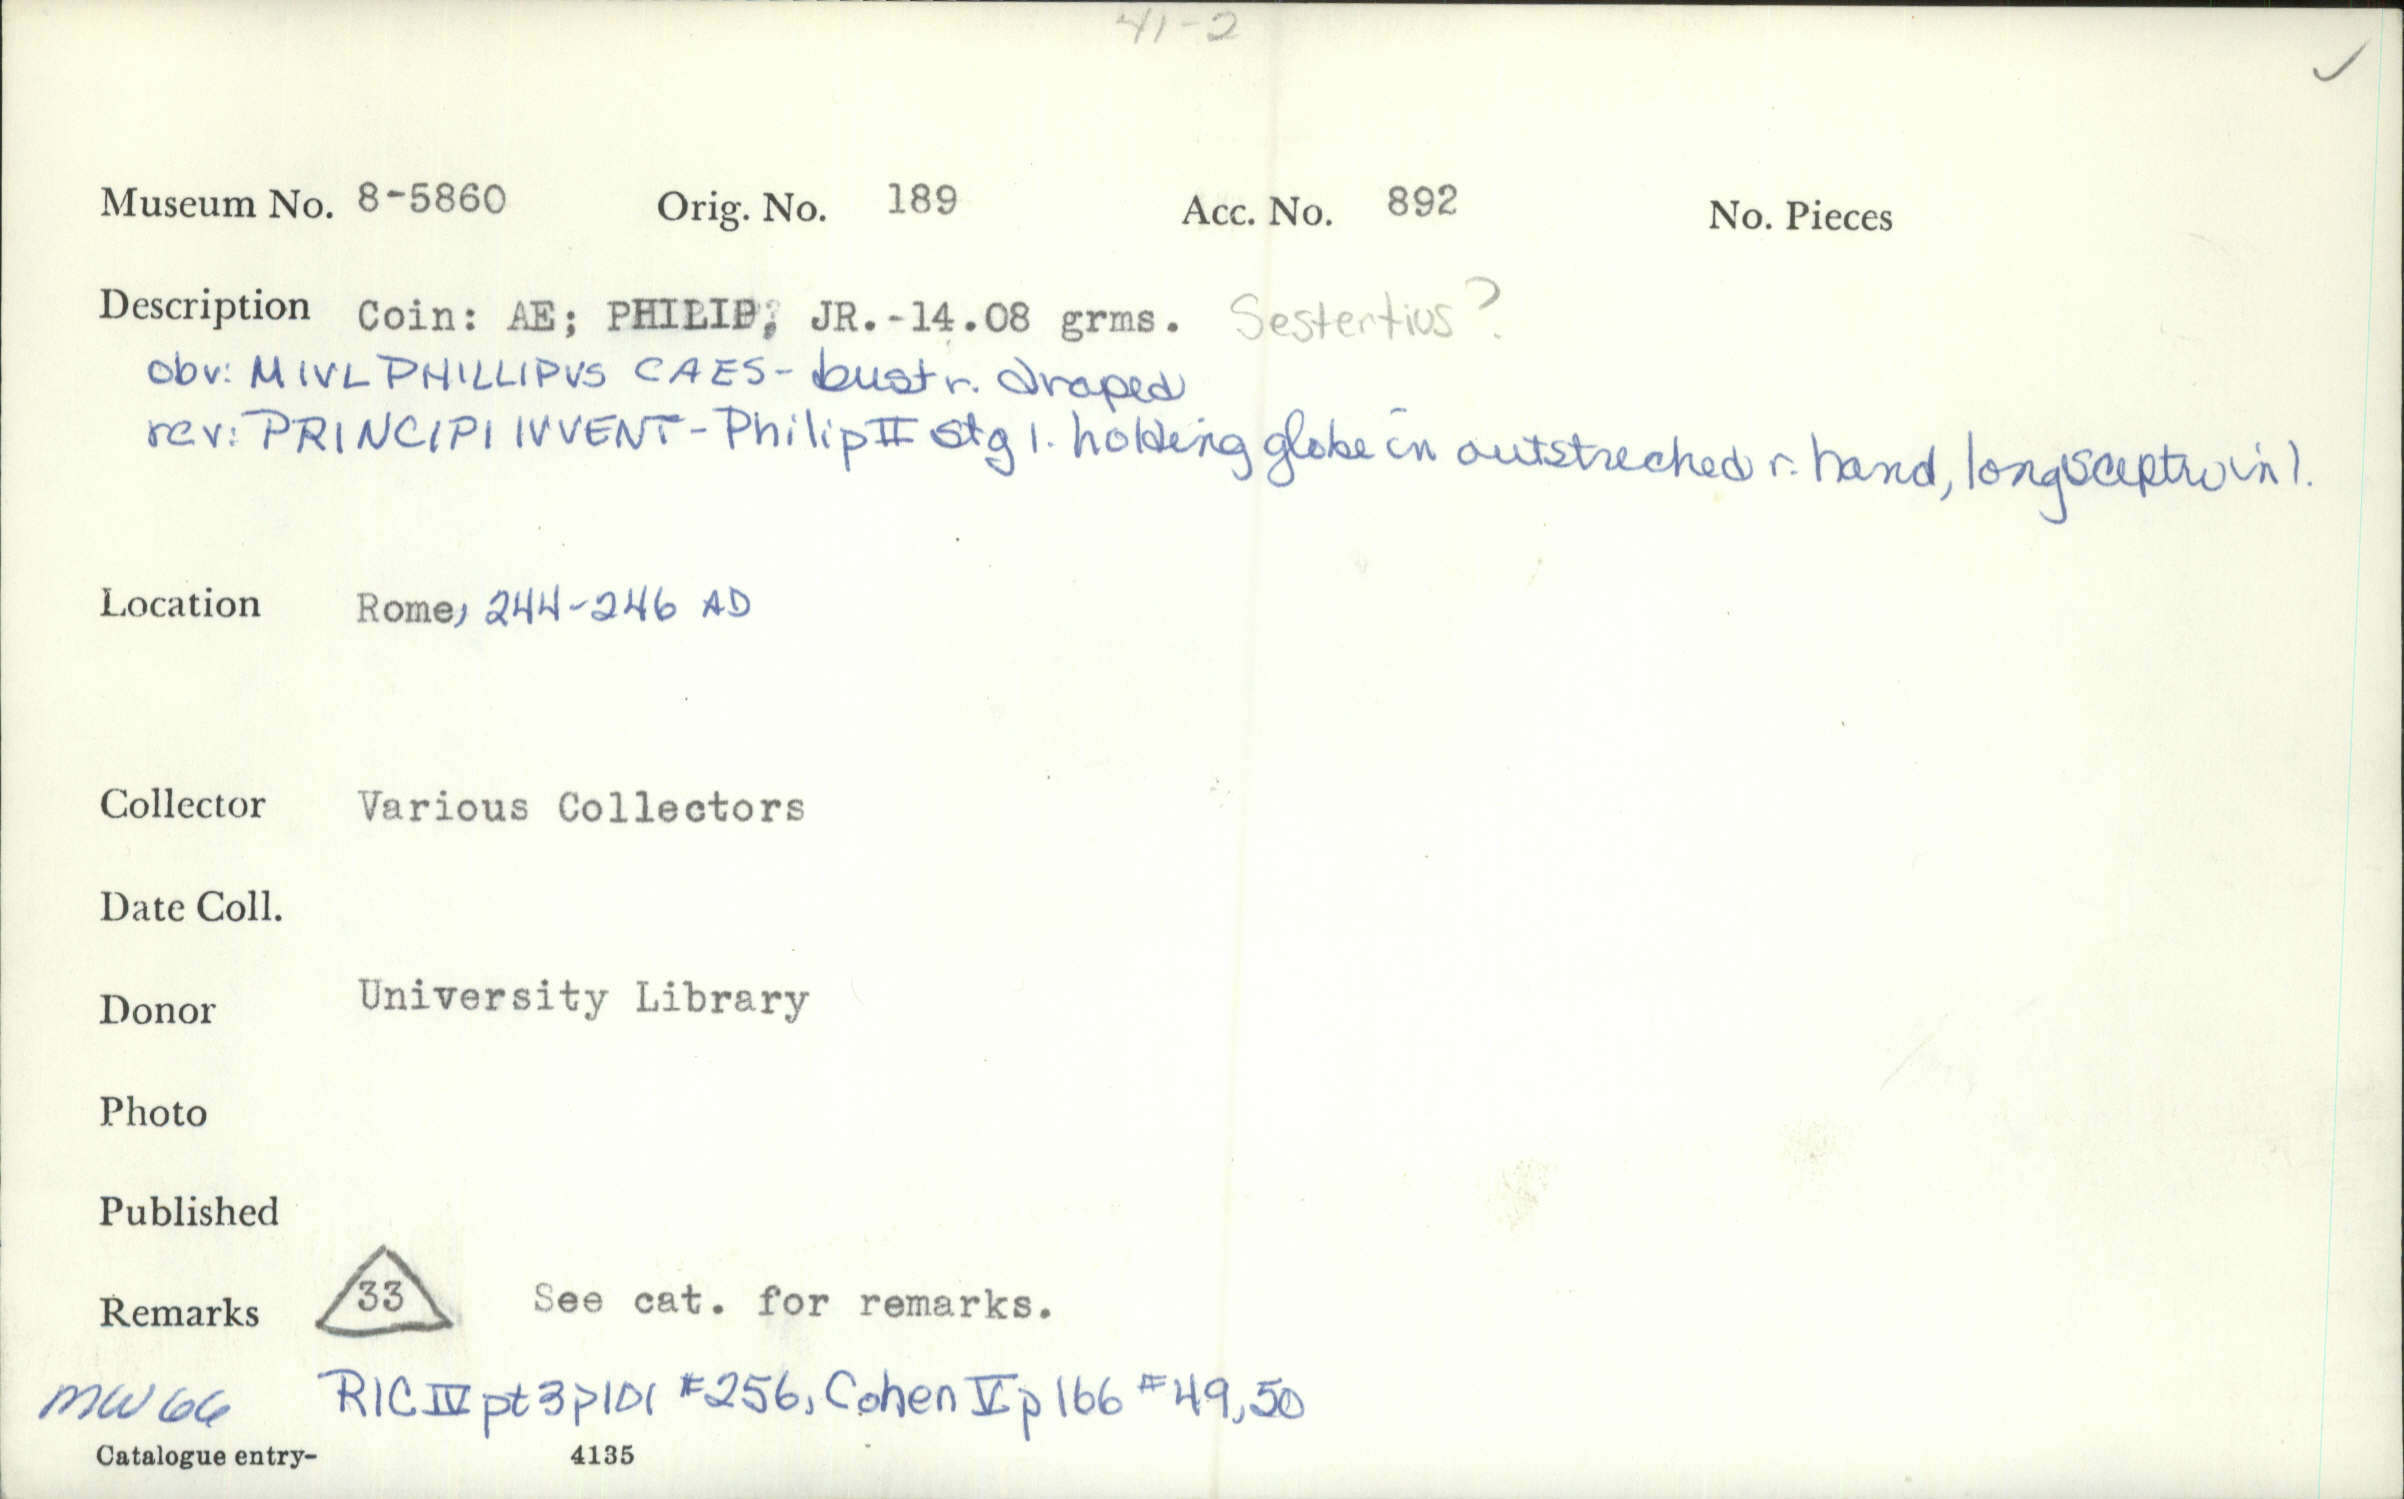 41-2
✓
Museum No. 8-5860 Orig. No. 189 Acc. No. 892 No. Pieces
Description Coin: AE; PHILIP, JR.-14.08 grms. Sestertius?
obv: M IVL PHILLIPVS CAES- bust r. draped
rev: PRINCIPI IVVENT- Philip II stg l. holding globe in outstreched r. hand, long sceptre in l.
Location Rome, 244-246 AD
Collector Various Collectors
Date Coll.
Donor University Library
Photo
Published
Remarks 33 See cat. for remarks.
MW 66 RIC IV pt 3 p101 #256, Cohen V p 166 #49,50
Catalogue entry- 4135